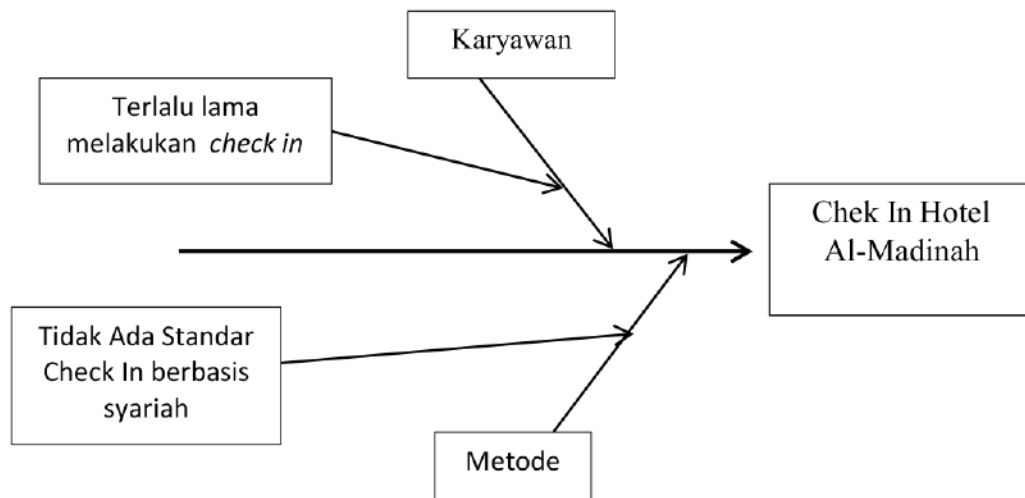 Karyawan
Terlalu lama
melakukan check in
Chek In Hotel
Al-Madinah
Tidak Ada Standar
Check In berbasis
syariah
Metode